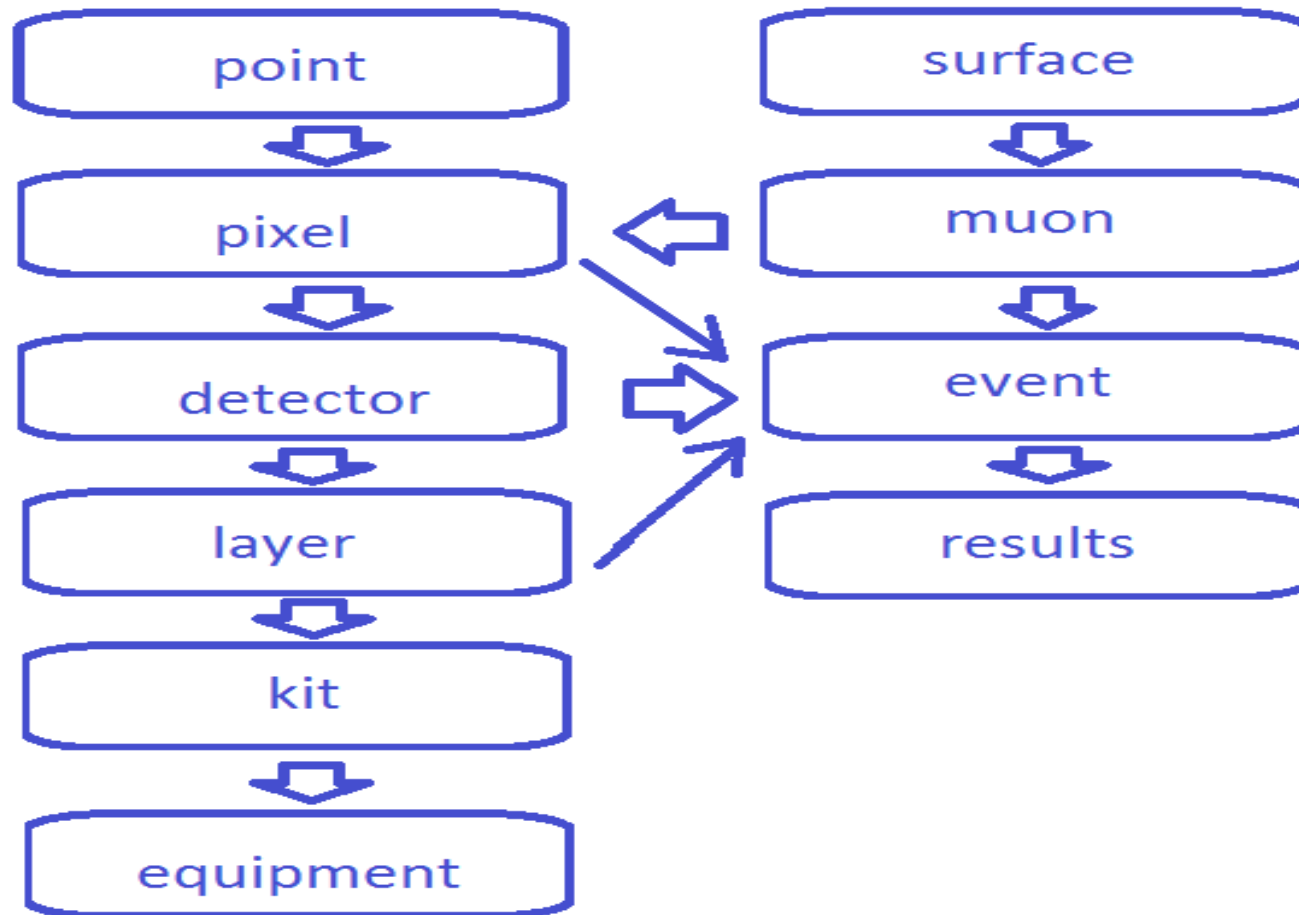 point
surface
pixel
muon
detector
event
layer
results
kit
equipment